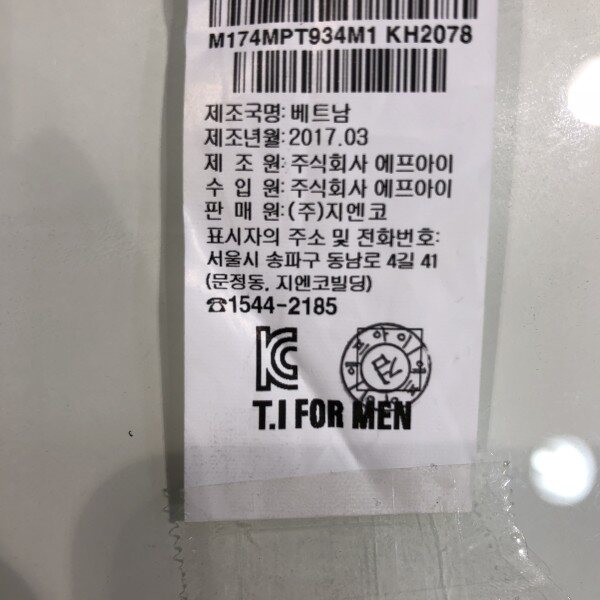 M174MPT934M1 KH2078
제조국명: 베트남
제조년월: 2017.03
제 조 원: 주식회사 에프아이
수 입 원: 주식회사 에프아이
판 매 원: (주)지엔코
표시자의 주소 및 전화번호:
서울시 송파구 동남로 4길 41
(문정동, 지엔코빌딩)
☎1544-2185
KC
T.I FOR MEN